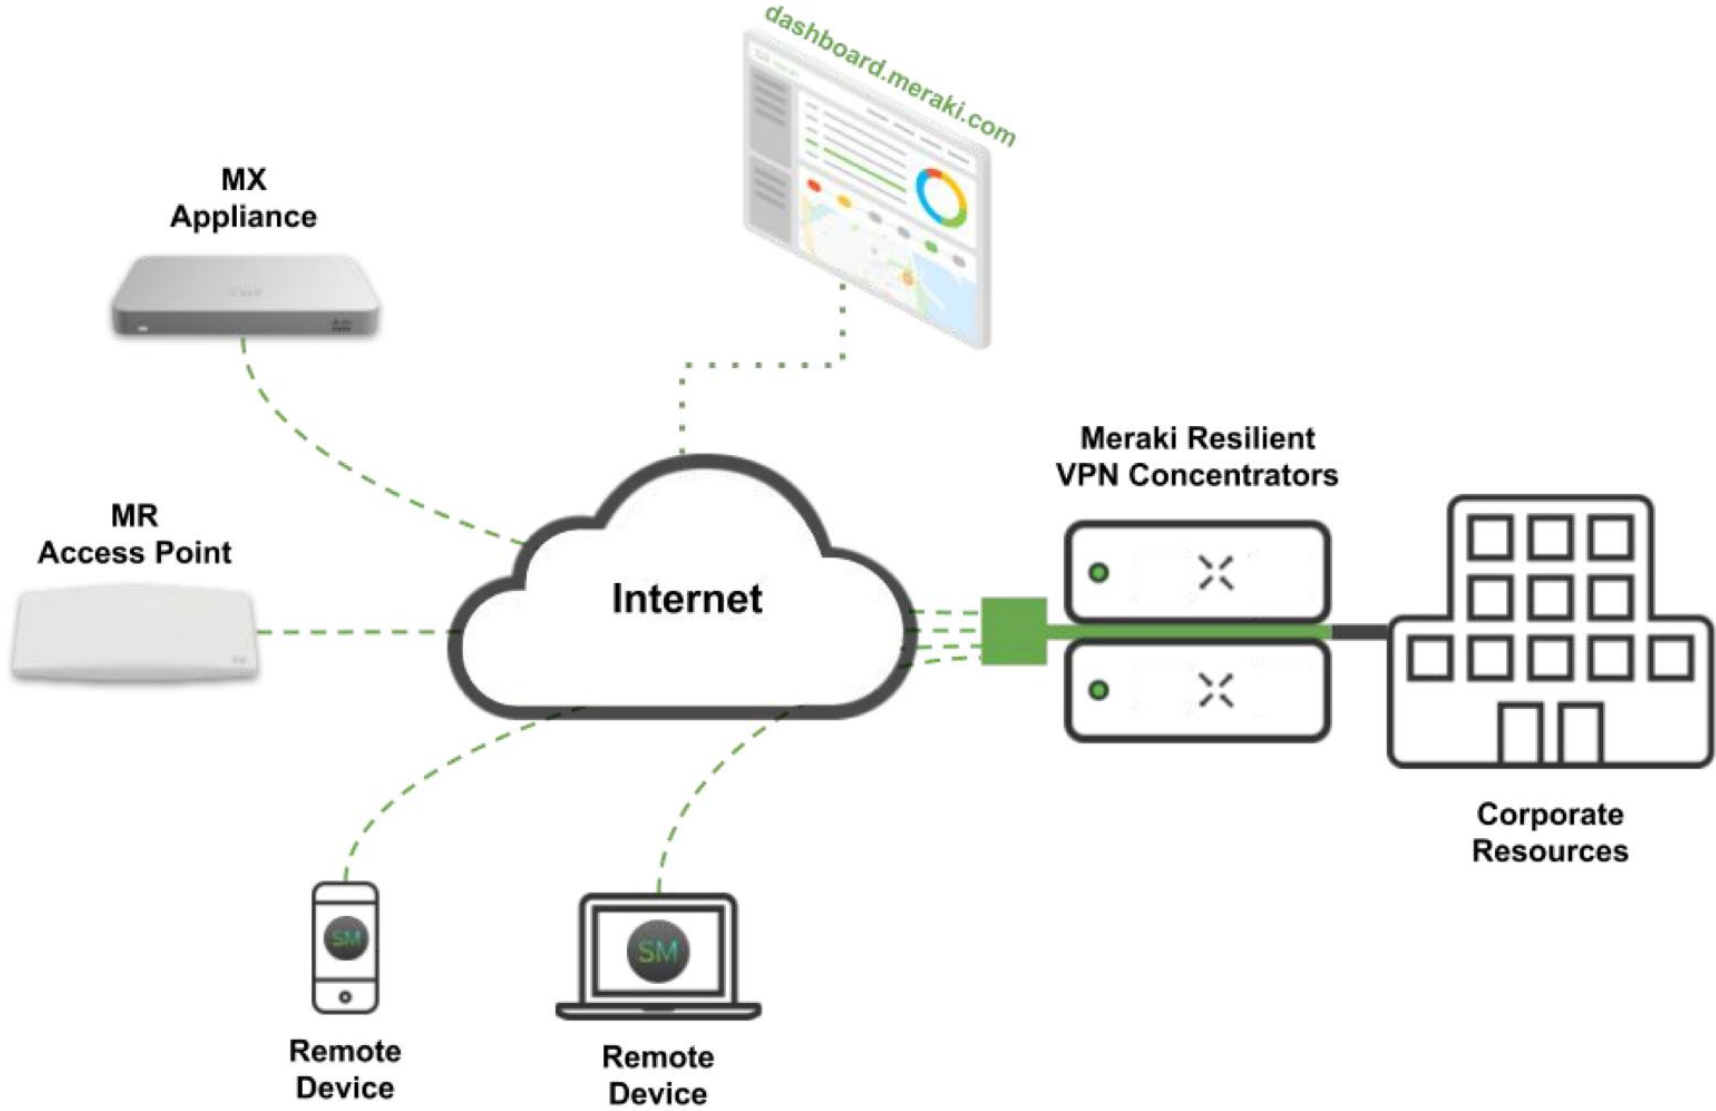 dashboard.meraki.com
MX
Appliance
MR
Access Point
Internet
Meraki Resilient
VPN Concentrators
Corporate
Resources
SM
Remote
Device
SM
Remote
Device